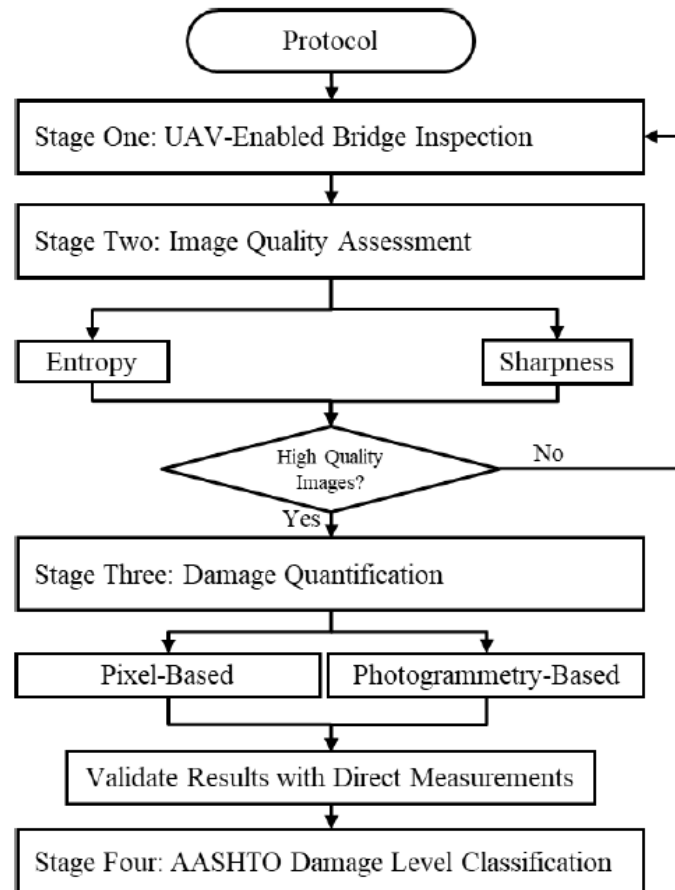 Protocol
Stage One: UAV-Enabled Bridge Inspection
Stage Two: Image Quality Assessment
Entropy
Sharpness
High Quality
Images?
No
Yes
Stage Three: Damage Quantification
Pixel-Based
Photogrammetry-Based
Validate Results with Direct Measurements
Stage Four: AASHTO Damage Level Classification